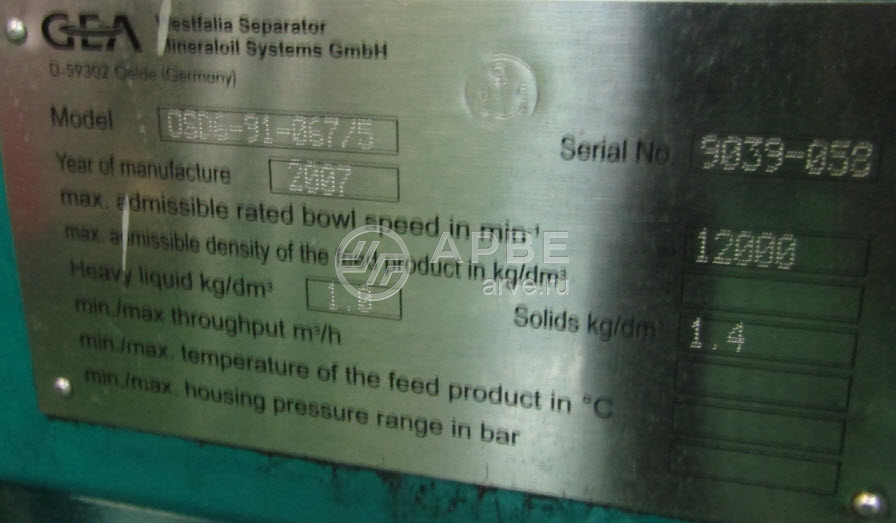 GEA Westfalia Separator
Mineraloil Systems GmbH
D-59302 Oelde (Germany)
Model OSD6-91-067/5
Serial No. 9039-058
Year of manufacture 2007
max. admissible rated bowl speed in min⁻¹ 12000
max. admissible density of the feed product in kg/dm³
Heavy liquid kg/dm³ 1.0 Solids kg/dm³ 1.4
min./max throughput m³/h
min./max. temperature of the feed product in °C
min./max. housing pressure range in bar
АРВЕ
arve.ru